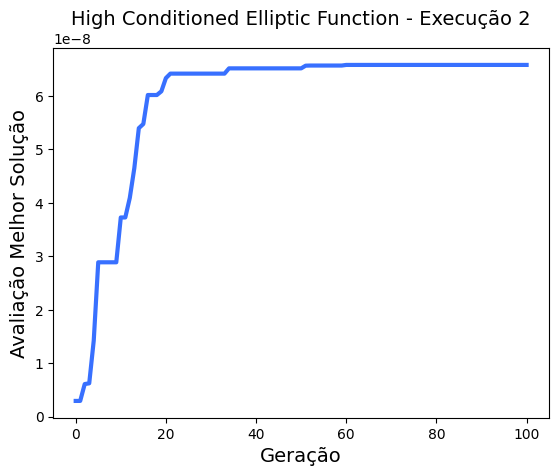 High Conditioned Elliptic Function - Execução 2
1e−8
6
5
4
3
2
1
0
Avaliação Melhor Solução
0 20 40 60 80 100
Geração